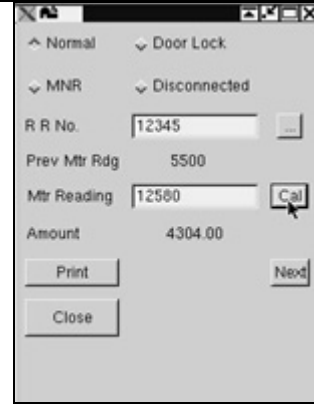 Normal Door Lock
MNR Disconnected
R R No. 12345 ...
Prev Mtr Rdg 5500
Mtr Reading 12580 Cal
Amount 4304.00
Print Next
Close